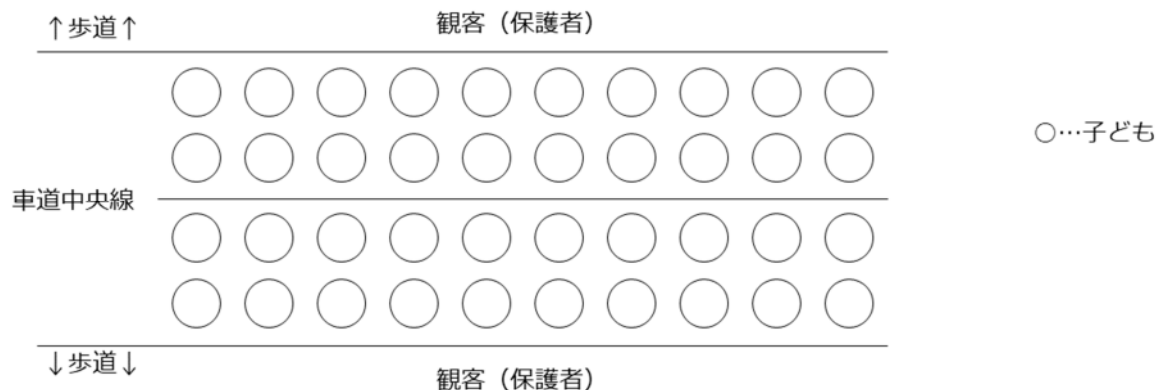 ↑歩道↑
観客（保護者）
○…子ども
車道中央線
↓歩道↓
観客（保護者）